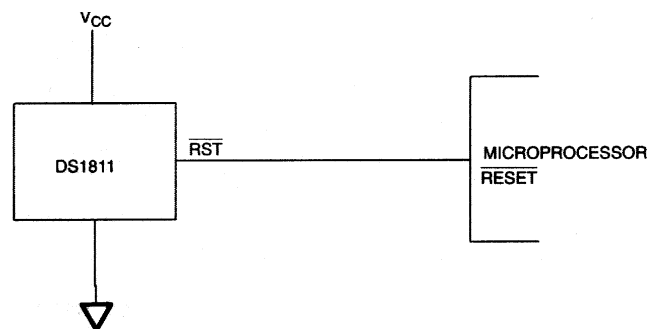 VCC
RST
DS1811
MICROPROCESSOR
RESET